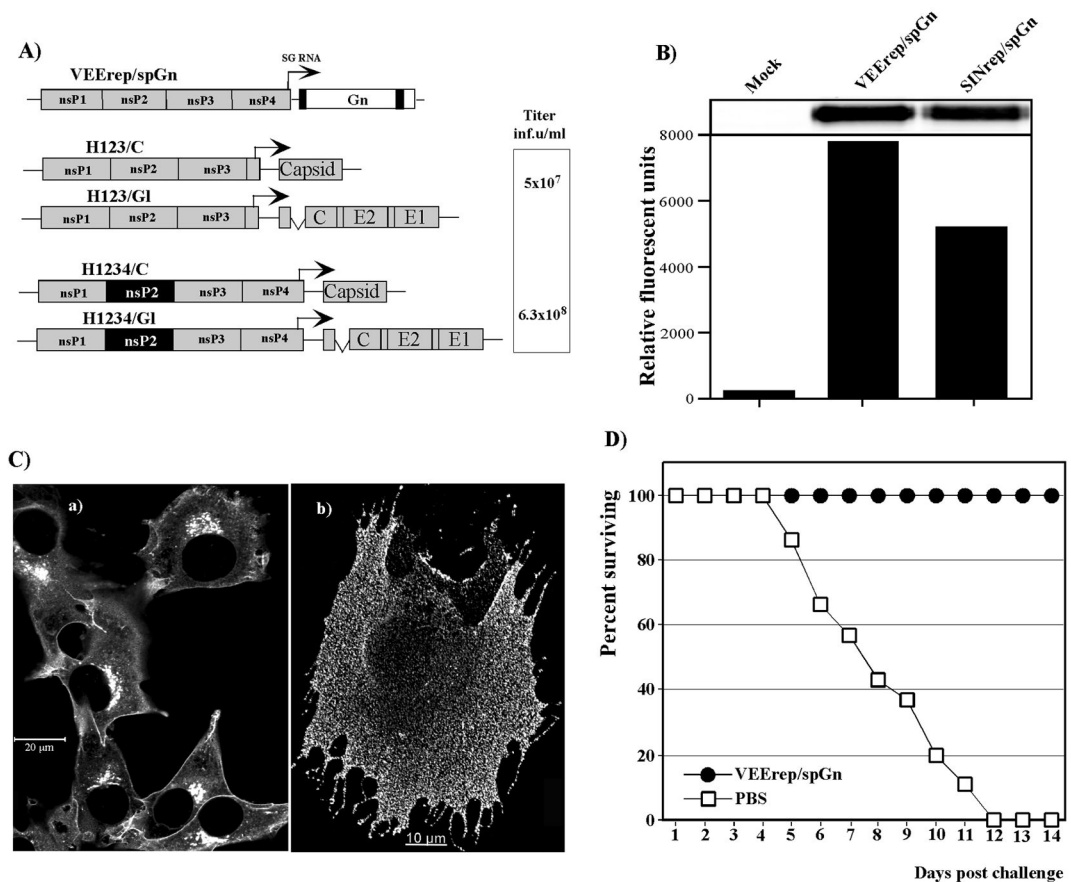 A)
VEErep/spGn
SG RNA
nsP1 nsP2 nsP3 nsP4 Gn
Titer
inf.u/ml
H123/C
nsP1 nsP2 nsP3 Capsid
5x10⁷
H123/Gl
nsP1 nsP2 nsP3 C E2 E1
H1234/C
nsP1 nsP2 nsP3 nsP4 Capsid
6.3x10⁸
H1234/Gl
nsP1 nsP2 nsP3 nsP4 C E2 E1
B)
Mock VEErep/spGn SINrep/spGn
Relative fluorescent units
8000
6000
4000
2000
0
C)
a)
20 µm
b)
10 µm
D)
Percent surviving
100
80
60
40
20
0
VEErep/spGn
PBS
1 2 3 4 5 6 7 8 9 10 11 12 13 14
Days post challenge